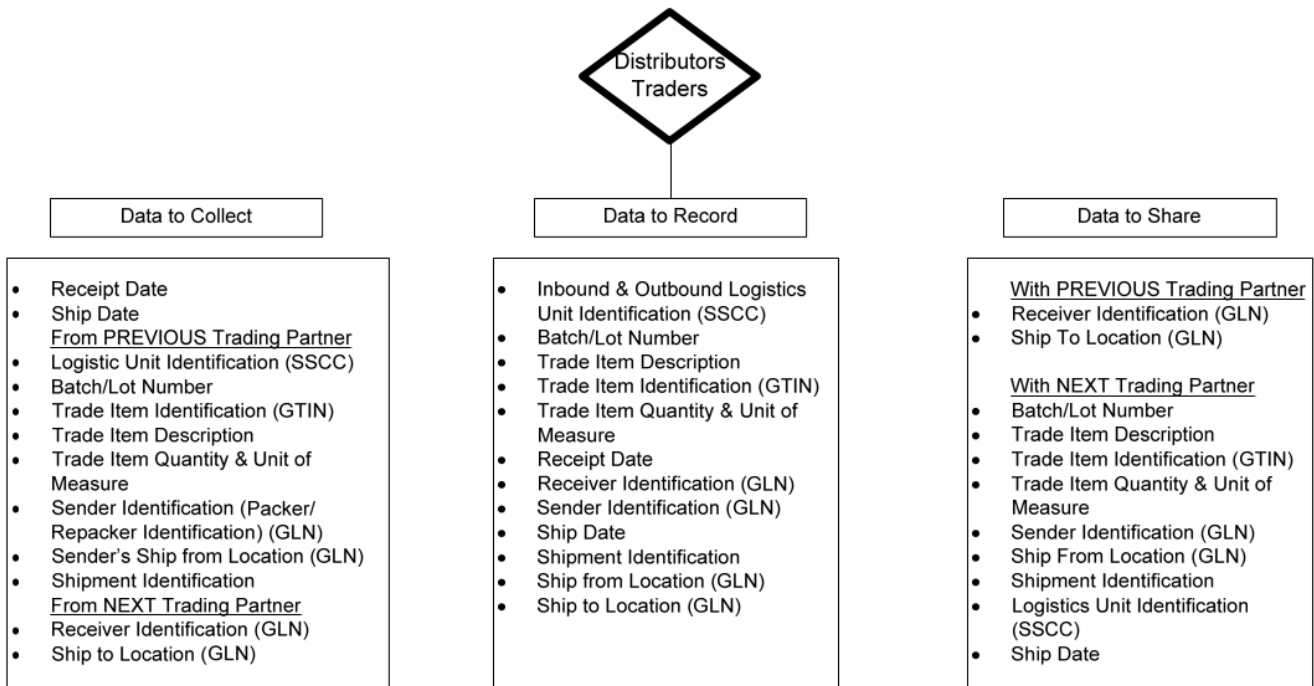 Distributors
Traders
Data to Collect
• Receipt Date
• Ship Date
From PREVIOUS Trading Partner
• Logistic Unit Identification (SSCC)
• Batch/Lot Number
• Trade Item Identification (GTIN)
• Trade Item Description
• Trade Item Quantity & Unit of
Measure
• Sender Identification (Packer/
Repacker Identification) (GLN)
• Sender's Ship from Location (GLN)
• Shipment Identification
From NEXT Trading Partner
• Receiver Identification (GLN)
• Ship to Location (GLN)
Data to Record
• Inbound & Outbound Logistics
Unit Identification (SSCC)
• Batch/Lot Number
• Trade Item Description
• Trade Item Identification (GTIN)
• Trade Item Quantity & Unit of
Measure
• Receipt Date
• Receiver Identification (GLN)
• Sender Identification (GLN)
• Ship Date
• Shipment Identification
• Ship from Location (GLN)
• Ship to Location (GLN)
Data to Share
With PREVIOUS Trading Partner
• Receiver Identification (GLN)
• Ship To Location (GLN)
With NEXT Trading Partner
• Batch/Lot Number
• Trade Item Description
• Trade Item Identification (GTIN)
• Trade Item Quantity & Unit of
Measure
• Sender Identification (GLN)
• Ship From Location (GLN)
• Shipment Identification
• Logistics Unit Identification
(SSCC)
• Ship Date